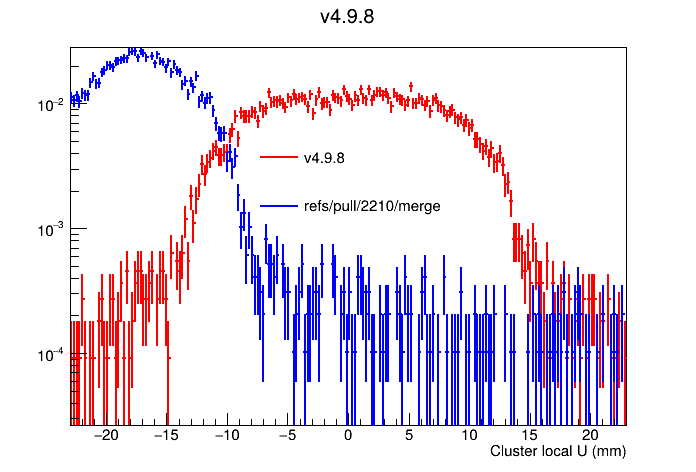 v4.9.8
10⁻²
v4.9.8
refs/pull/2210/merge
10⁻³
10⁻⁴
−20 −15 −10 −5 0 5 10 15 20
Cluster local U (mm)